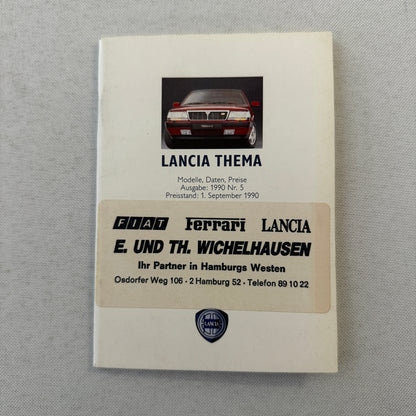 LANCIA THEMA
Modelle, Daten, Preise
Ausgabe: 1990 Nr. 5
Preisstand: 1. September 1990
FIAT Ferrari LANCIA
E. UND TH. WICHELHAUSEN
Ihr Partner in Hamburgs Westen
Osdorfer Weg 106 · 2 Hamburg 52 · Telefon 89 10 22
LANCIA